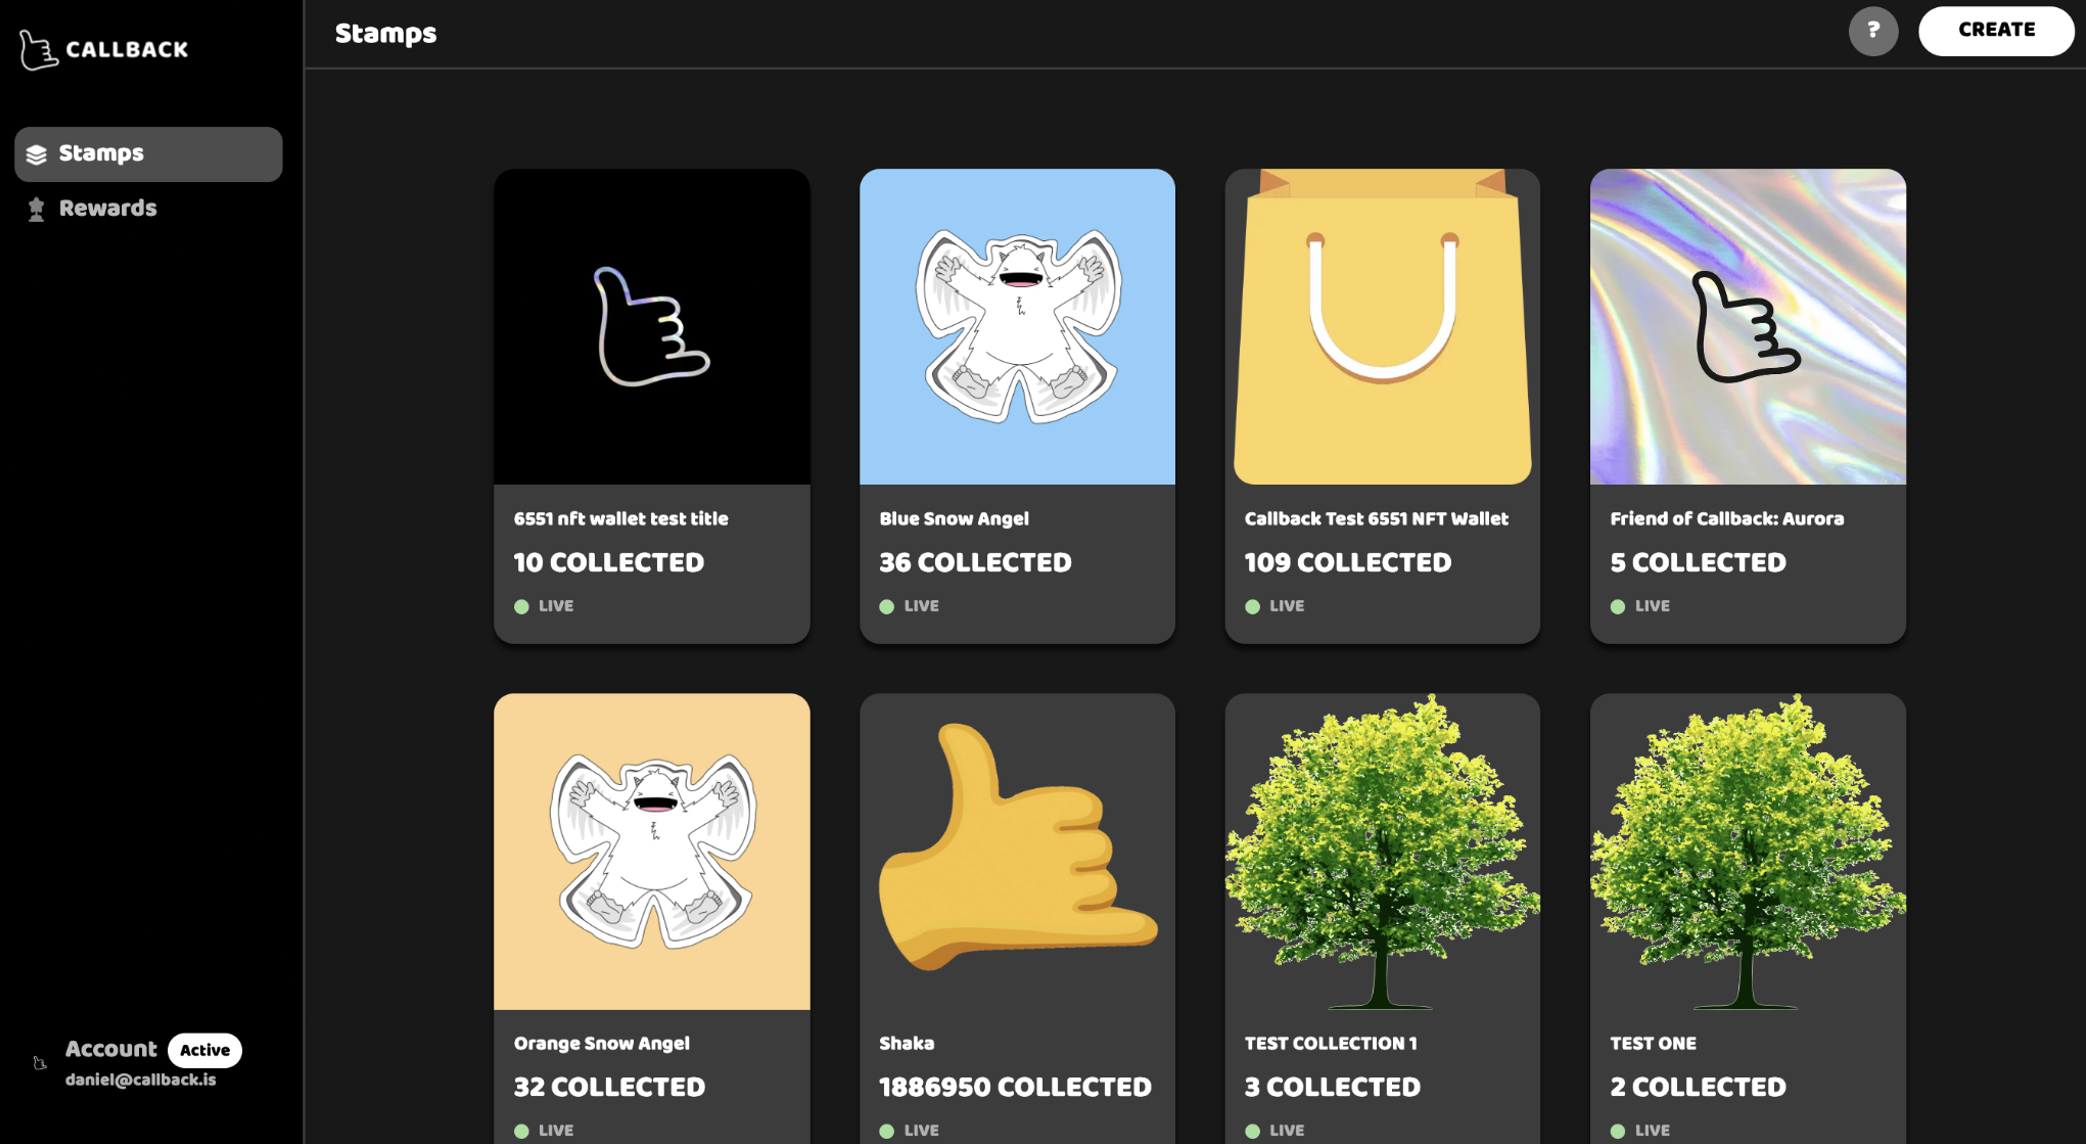 CALLBACK
Stamps
Rewards
Account Active
daniel@callback.is
Stamps
?
CREATE
6551 nft wallet test title
10 COLLECTED
LIVE
Blue Snow Angel
36 COLLECTED
LIVE
Callback Test 6551 NFT Wallet
109 COLLECTED
LIVE
Friend of Callback: Aurora
5 COLLECTED
LIVE
Orange Snow Angel
32 COLLECTED
LIVE
Shaka
1886950 COLLECTED
LIVE
TEST COLLECTION 1
3 COLLECTED
LIVE
TEST ONE
2 COLLECTED
LIVE